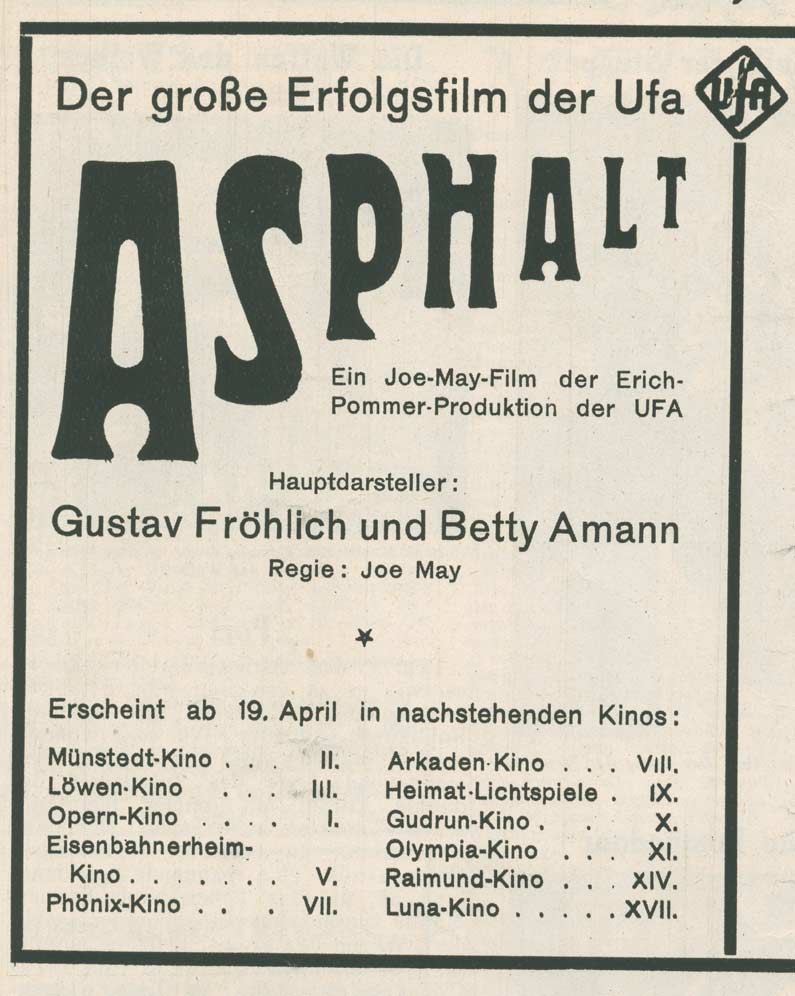 Der große Erfolgsfilm der Ufa
UfA
ASPHALT
Ein Joe-May-Film der Erich-
Pommer-Produktion der UFA
Hauptdarsteller:
Gustav Fröhlich und Betty Amann
Regie: Joe May
Erscheint ab 19. April in nachstehenden Kinos:
Münstedt-Kino . . . II.
Löwen-Kino . . . III.
Opern-Kino . . . . I.
Eisenbahnerheim-
Kino . . . . . . . V.
Phönix-Kino . . . VII.
Arkaden-Kino . . . VIII.
Heimat-Lichtspiele . IX.
Gudrun-Kino . . . X.
Olympia-Kino . . . XI.
Raimund-Kino . . . XIV.
Luna-Kino . . . . . XVII.